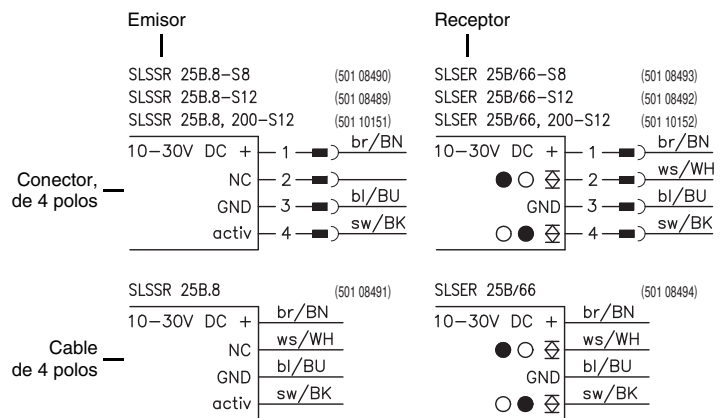 Emisor
SLSSR 25B.8-S8 (501 08490)
SLSSR 25B.8-S12 (501 08489)
SLSSR 25B.8, 200-S12 (501 10151)
Conector,
de 4 polos
10-30V DC + 1 br/BN
NC 2
GND 3 bl/BU
activ 4 sw/BK
Receptor
SLSER 25B/66-S8 (501 08493)
SLSER 25B/66-S12 (501 08492)
SLSER 25B/66, 200-S12 (501 10152)
10-30V DC + 1 br/BN
2 ws/WH
GND 3 bl/BU
4 sw/BK
SLSSR 25B.8 (501 08491)
Cable
de 4 polos
10-30V DC + br/BN
NC ws/WH
GND bl/BU
activ sw/BK
SLSER 25B/66 (501 08494)
10-30V DC + br/BN
ws/WH
GND bl/BU
sw/BK